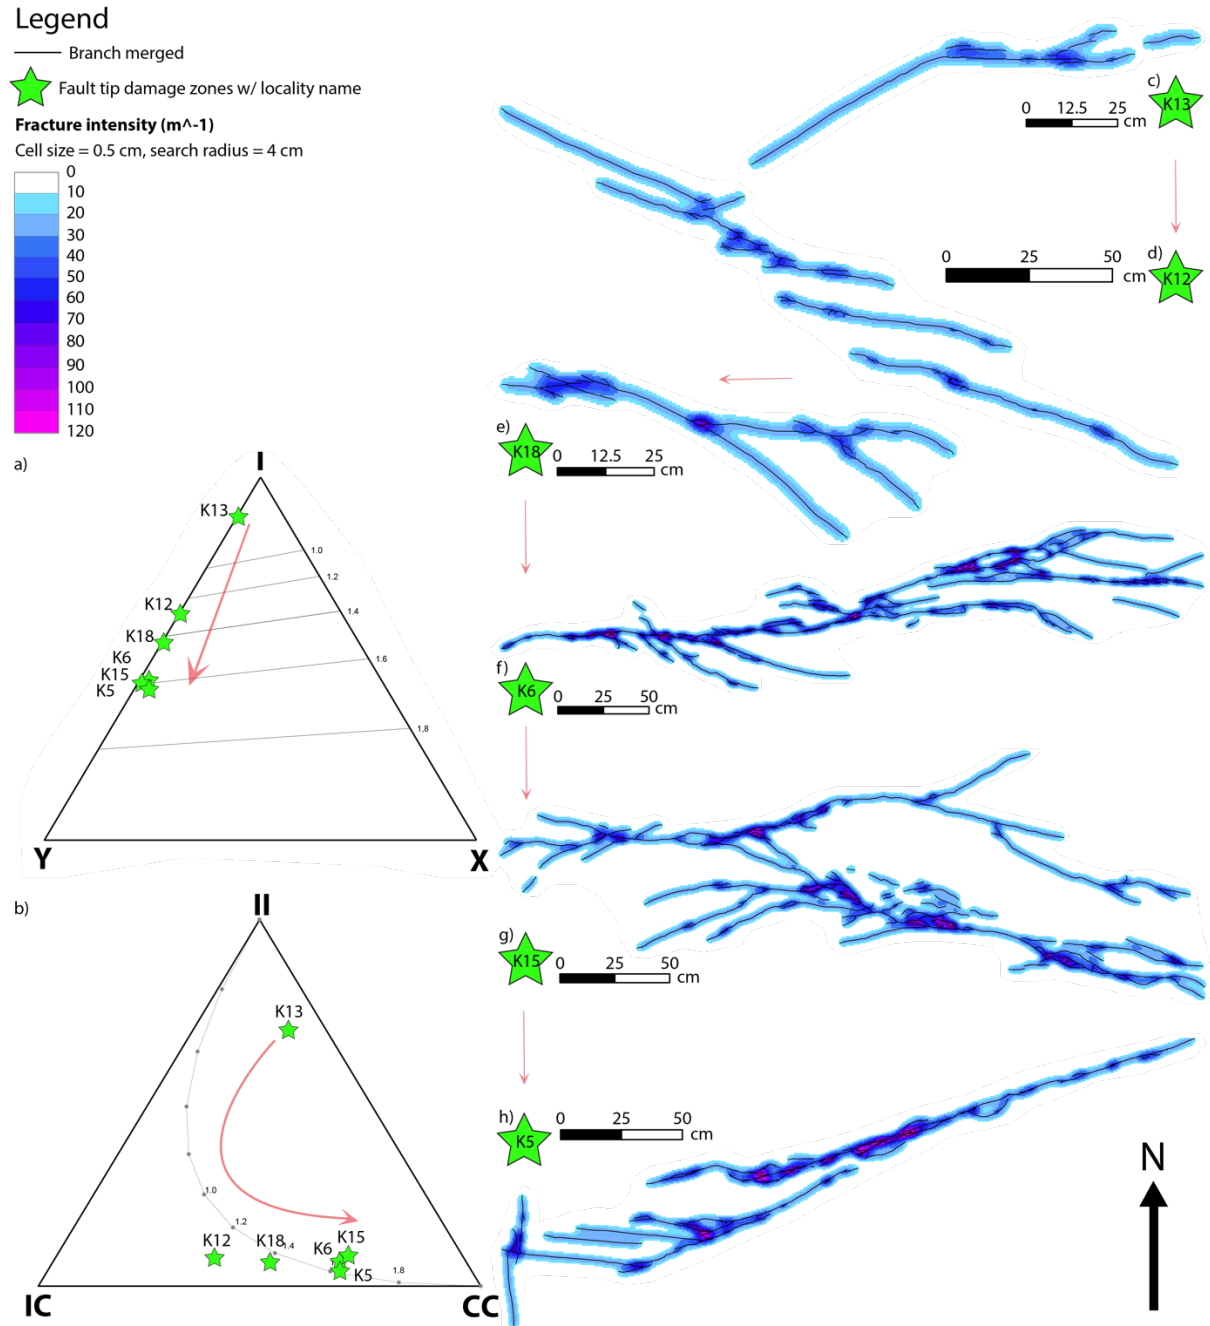 Legend
Branch merged
Fault tip damage zones w/ locality name
Fracture intensity (m^-1)
Cell size = 0.5 cm, search radius = 4 cm
0
10
20
30
40
50
60
70
80
90
100
110
120
c)
K13
0 12.5 25
cm
d)
K12
0 25 50
cm
e)
K18
0 12.5 25
cm
f)
K6
0 25 50
cm
g)
K15
0 25 50
cm
h)
K5
0 25 50
cm
N
a)
I
K13
1.0
1.2
K12
1.4
K18
K6
1.6
K15
K5
1,8
Y
X
b)
II
K13
1.0
1.2
K12
K18
1.4
K6
K15
K5
1.8
IC
CC